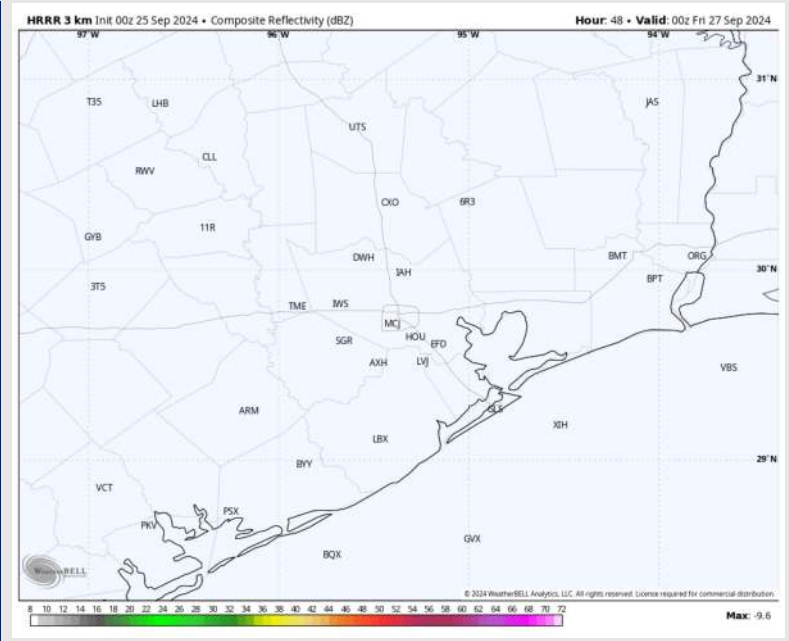 HRRR 3 km Init 00z 25 Sep 2024 • Composite Reflectivity (dBZ) Hour: 48 • Valid: 00z Fri 27 Sep 2024
97°W 96°W 95°W 94°W
31°N
T35 LHB JAS
UTS
CLL
RWV
CXO 6R3
11R
GYB
DWH BMT ORG
IAH 30°N
BPT
3T5
TME IWS
MCJ
SGR HOU EFD
AXH LVJ
VBS
ARM GLS
XIH
LBX
BYY 29°N
VCT
PSX
PKV
GVX
BQX
WeatherBELL
© 2024 WeatherBELL Analytics, LLC. All rights reserved. License required for commercial distribution.
8 10 12 14 16 18 20 22 24 26 28 30 32 34 36 38 40 42 44 46 48 50 52 54 56 58 60 62 64 66 68 70 72 Max: -9.6